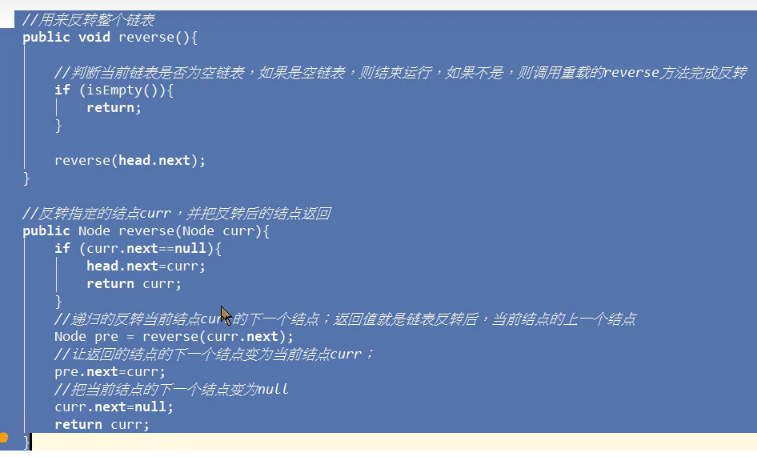 //用来反转整个链表
public void reverse(){
//判断当前链表是否为空链表，如果是空链表，则结束运行，如果不是，则调用重载的reverse方法完成反转
if (isEmpty()){
return;
}
reverse(head.next);
}
//反转指定的结点curr，并把反转后的结点返回
public Node reverse(Node curr){
if (curr.next==null){
head.next=curr;
return curr;
}
//递归的反转当前结点curr的下一个结点；返回值就是链表反转后，当前结点的上一个结点
Node pre = reverse(curr.next);
//让返回的结点的下一个结点变为当前结点curr；
pre.next=curr;
//把当前结点的下一个结点变为null
curr.next=null;
return curr;
}